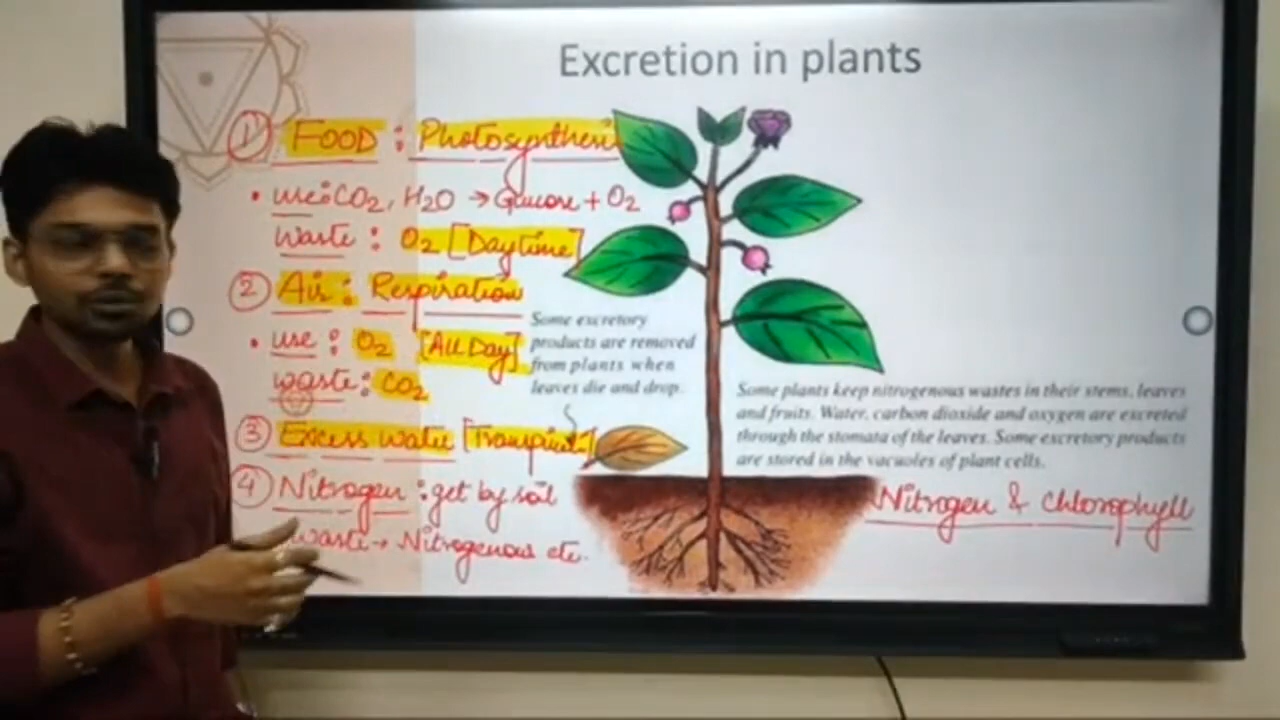 Excretion in plants
① FOOD : Photosynthesi
• use: CO2, H2O → Glucose + O2
waste : O2 [Daytime]
② Air : Respiration
• use : O2 [All Day]
waste : CO2
③ Excess water [Transpirat]
④ Nitrogen : get by soil
waste → Nitrogenous etc.
Some excretory
products are removed
from plants when
leaves die and drop.
Some plants keep nitrogenous wastes in their stems, leaves
and fruits. Water, carbon dioxide and oxygen are excreted
through the stomata of the leaves. Some excretory products
are stored in the vacuoles of plant cells.
Nitrogen & Chlorophyll